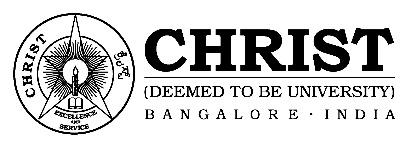 CHRIST
EXCELLENCE
AND
SERVICE
CHRIST
(DEEMED TO BE UNIVERSITY)
BANGALORE · INDIA